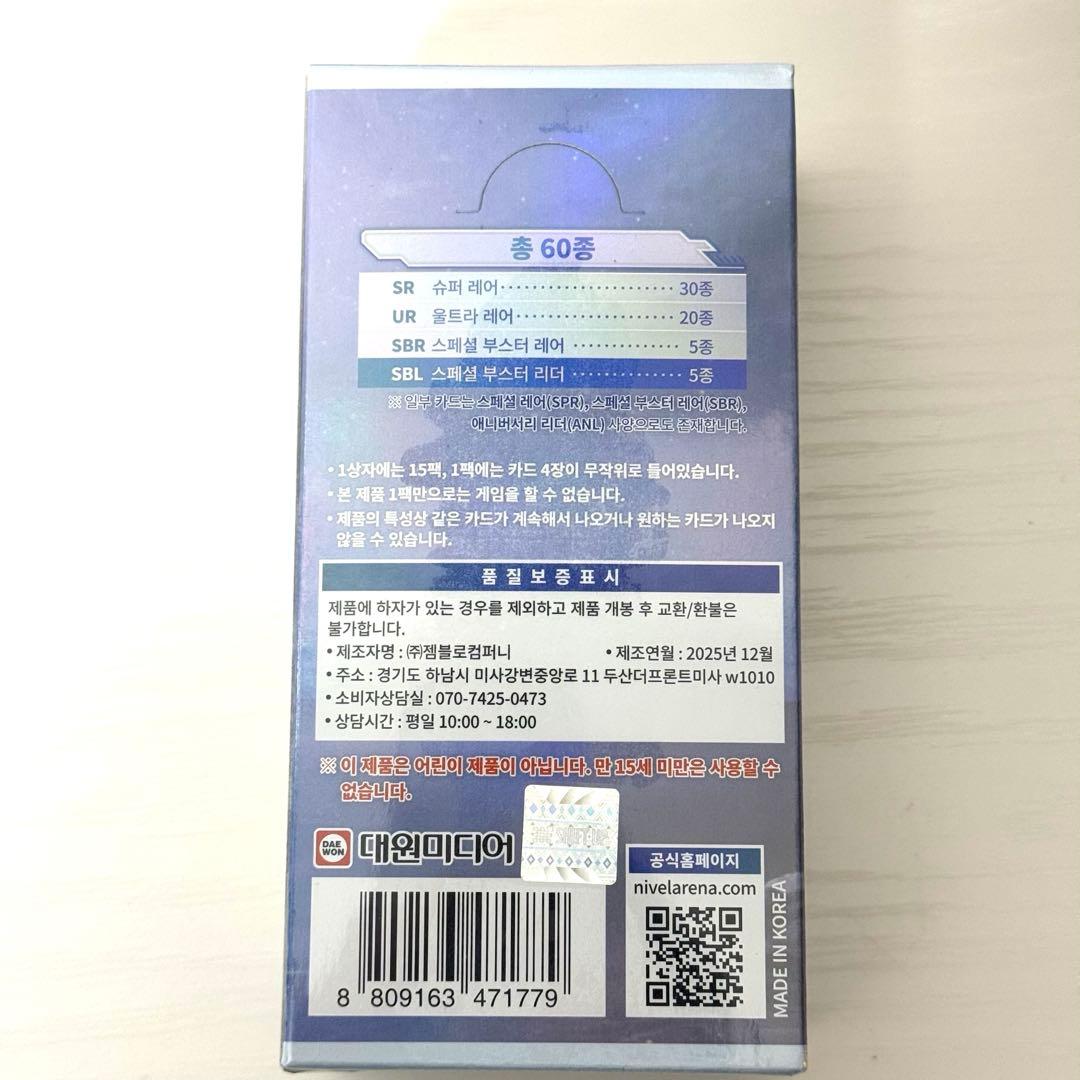 총 60종
SR 슈퍼 레어······················ 30종
UR 울트라 레어···················· 20종
SBR 스페셜 부스터 레어 ·············· 5종
SBL 스페셜 부스터 리더 ·············· 5종
※ 일부 카드는 스페셜 레어(SPR), 스페셜 부스터 레어(SBR),
애니버서리 리더(ANL) 사양으로도 존재합니다.
• 1상자에는 15팩, 1팩에는 카드 4장이 무작위로 들어있습니다.
• 본 제품 1팩만으로는 게임을 할 수 없습니다.
• 제품의 특성상 같은 카드가 계속해서 나오거나 원하는 카드가 나오지
않을 수 있습니다.
품 질 보 증 표 시
제품에 하자가 있는 경우를 제외하고 제품 개봉 후 교환/환불은
불가합니다.
• 제조자명 : ㈜젬블로컴퍼니 • 제조연월 : 2025년 12월
• 주소 : 경기도 하남시 미사강변중앙로 11 두산더프론트미사 w1010
• 소비자상담실 : 070-7425-0473
• 상담시간 : 평일 10:00 ~ 18:00
※ 이 제품은 어린이 제품이 아닙니다. 만 15세 미만은 사용할 수
없습니다.
DAE
WON
대원미디어
공식홈페이지
nivelarena.com
MADE IN KOREA
8 809163 471779